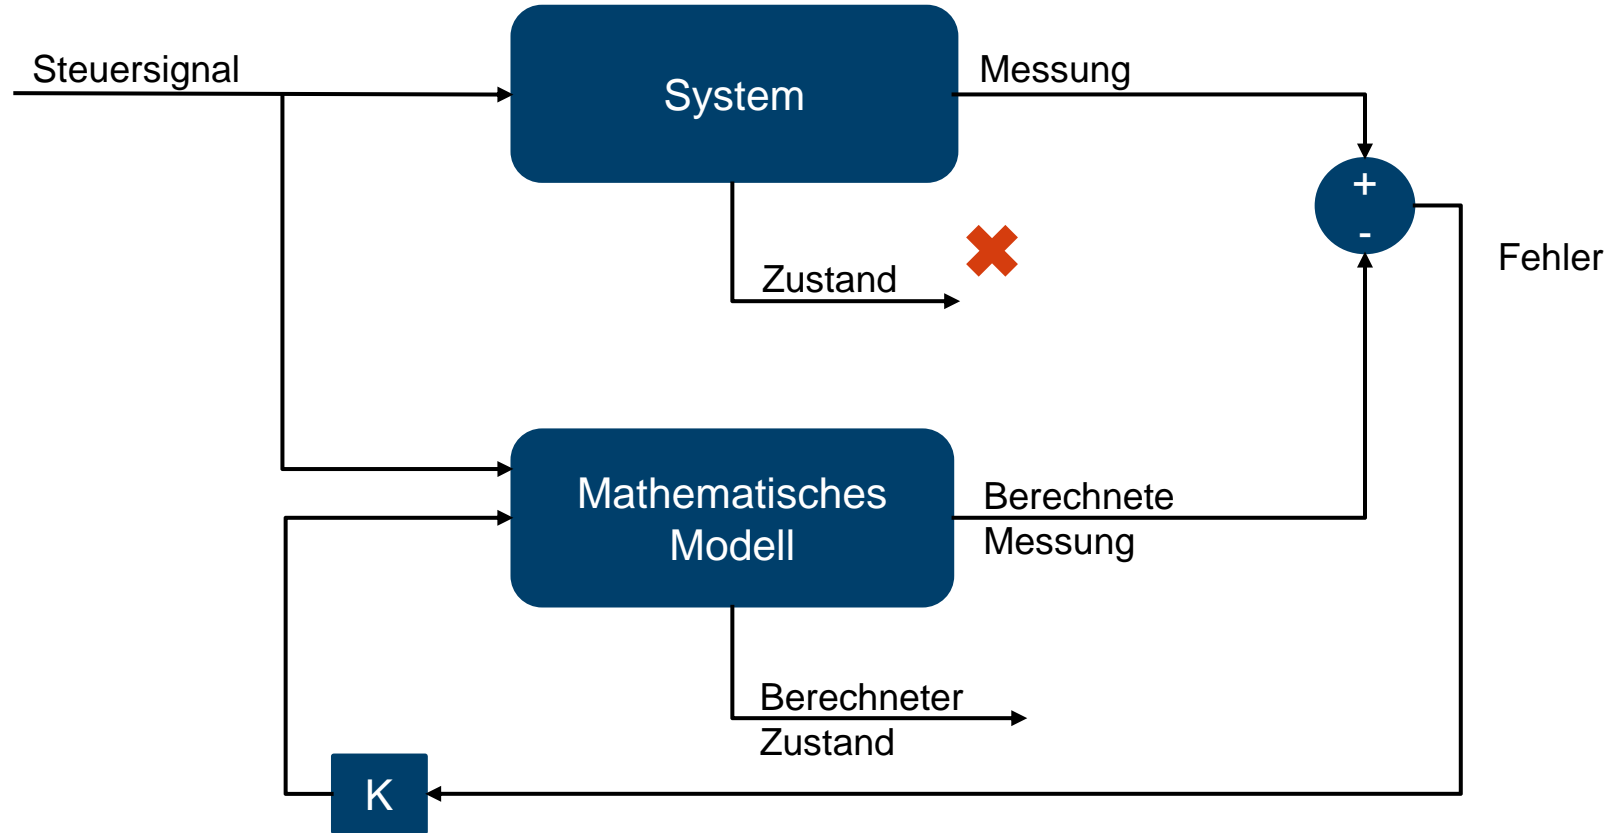 Steuersignal
System
Messung
+
-
Fehler
Zustand
Mathematisches
Modell
Berechnete
Messung
Berechneter
Zustand
K